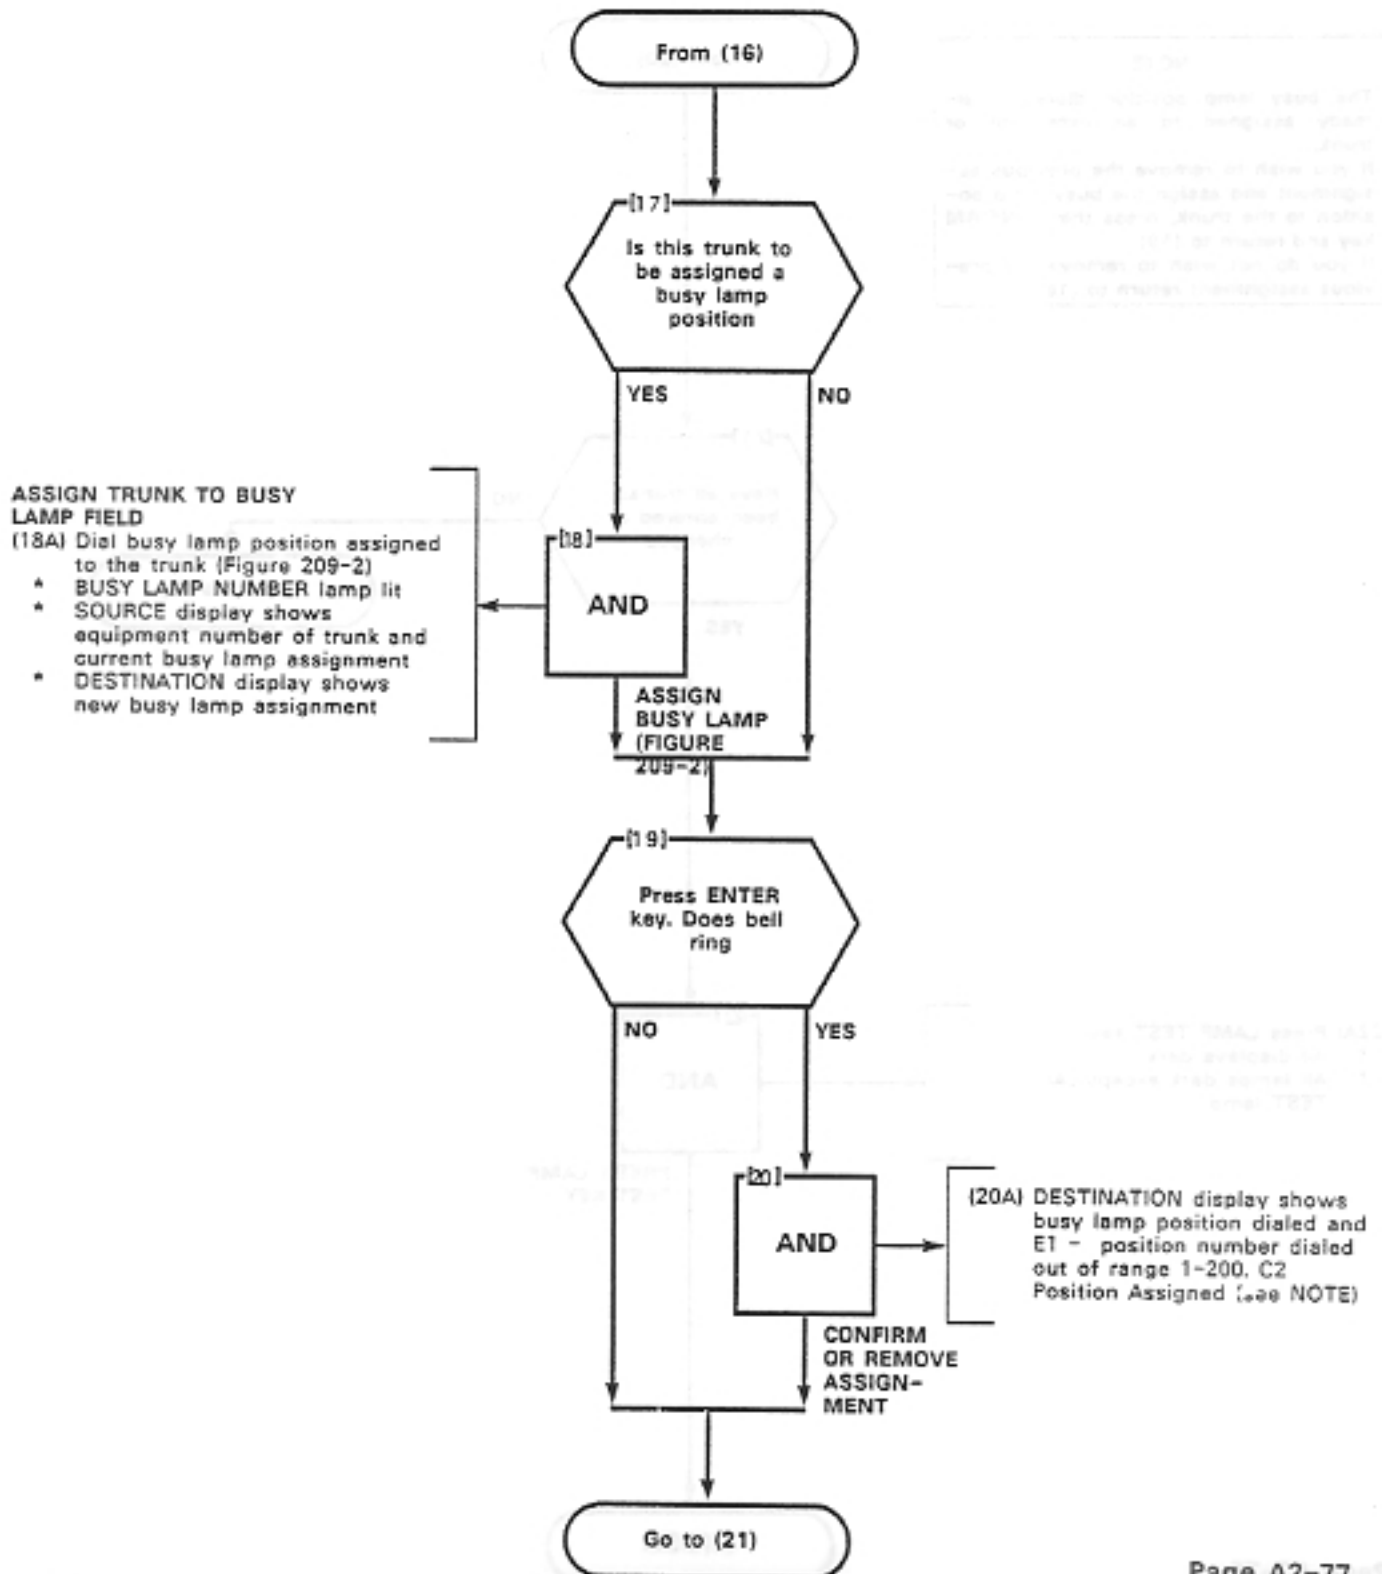 From (16)
[17]
Is this trunk to
be assigned a
busy lamp
position
YES
NO
ASSIGN TRUNK TO BUSY
LAMP FIELD
(18A) Dial busy lamp position assigned
to the trunk (Figure 209-2)
* BUSY LAMP NUMBER lamp lit
* SOURCE display shows
equipment number of trunk and
current busy lamp assignment
* DESTINATION display shows
new busy lamp assignment
[18]
AND
ASSIGN
BUSY LAMP
(FIGURE
209-2)
[19]
Press ENTER
key. Does bell
ring
NO
YES
[20]
AND
(20A) DESTINATION display shows
busy lamp position dialed and
E1 - position number dialed
out of range 1-200. C2
Position Assigned (see NOTE)
CONFIRM
OR REMOVE
ASSIGN-
MENT
Go to (21)
Page A2-77